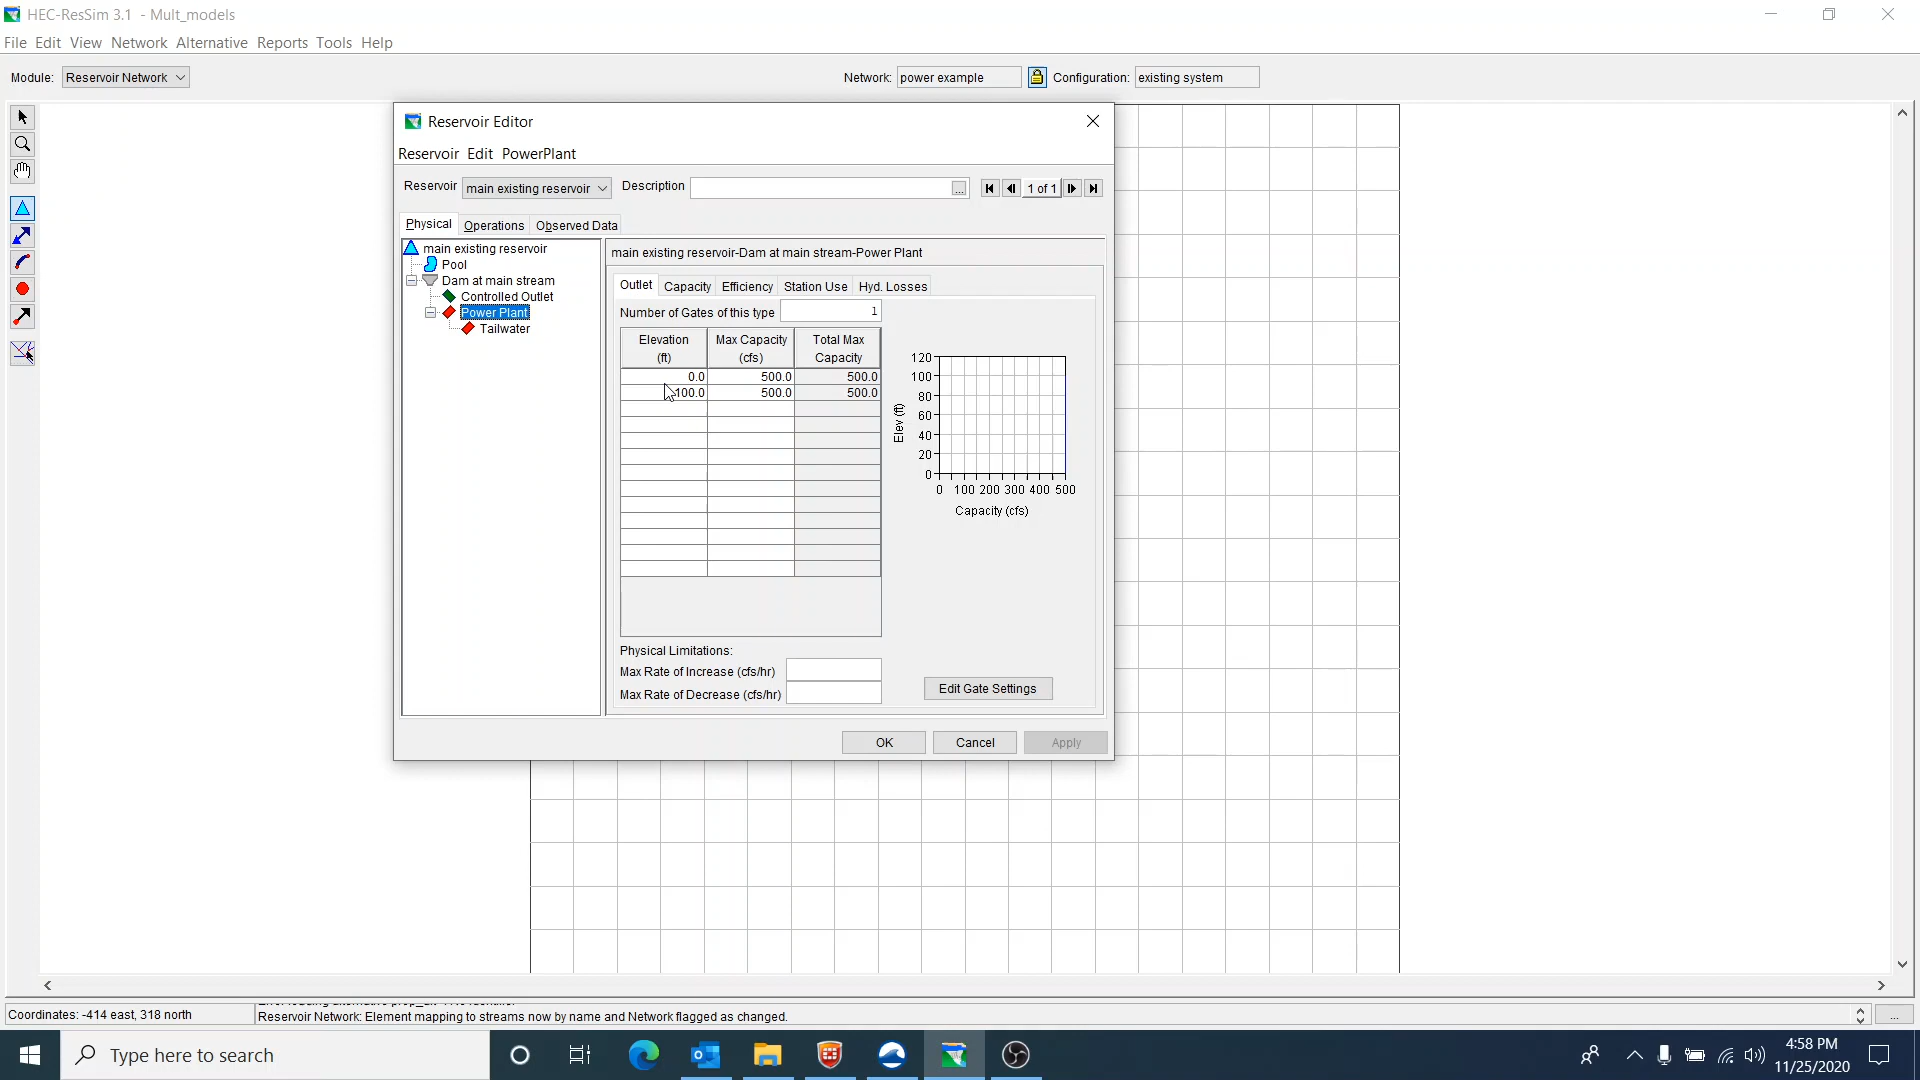 HEC-ResSim 3.1 - Mult_models
File Edit View Network Alternative Reports Tools Help
Module: Reservoir Network Network: power example Configuration: existing system
Reservoir Editor
Reservoir Edit PowerPlant
Reservoir main existing reservoir Description ... 1 of 1
Physical Operations Observed Data
main existing reservoir
Pool
Dam at main stream
Controlled Outlet
Power Plant
Tailwater
main existing reservoir-Dam at main stream-Power Plant
Outlet Capacity Efficiency Station Use Hyd. Losses
Number of Gates of this type 1
Elevation Max Capacity Total Max
(ft) (cfs) Capacity
0.0 500.0 500.0
100.0 500.0 500.0
120
100
80
60
40
20
0
Elev (ft)
0 100 200 300 400 500
Capacity (cfs)
Physical Limitations:
Max Rate of Increase (cfs/hr)
Max Rate of Decrease (cfs/hr)
Edit Gate Settings
OK Cancel Apply
Coordinates: -414 east, 318 north
Reservoir Network: Element mapping to streams now by name and Network flagged as changed.
...
Type here to search
4:58 PM
11/25/2020